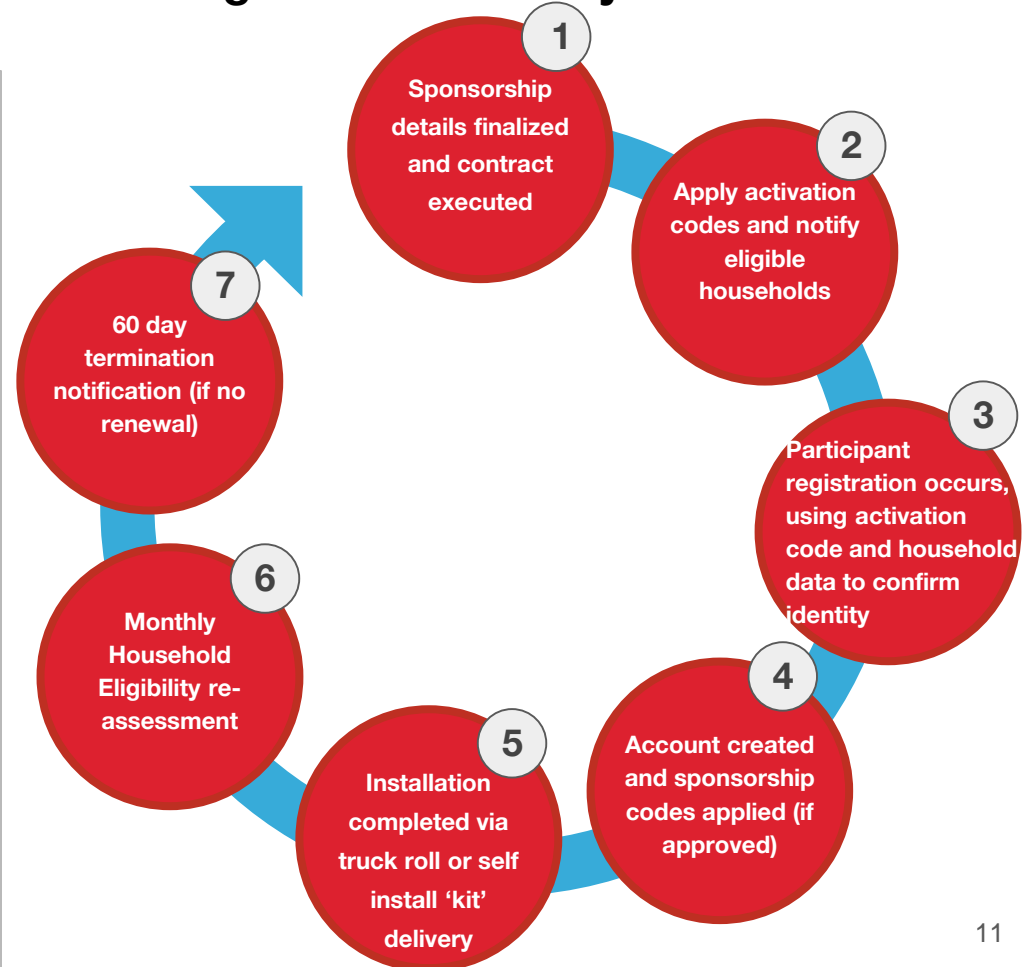 1
Sponsorship
details finalized
and contract
executed
2
Apply activation
codes and notify
eligible
households
3
Participant
registration occurs,
using activation
code and household
data to confirm
identity
4
Account created
and sponsorship
codes applied (if
approved)
5
Installation
completed via
truck roll or self
install ‘kit’
delivery
6
Monthly
Household
Eligibility re-
assessment
7
60 day
termination
notification (if no
renewal)
11